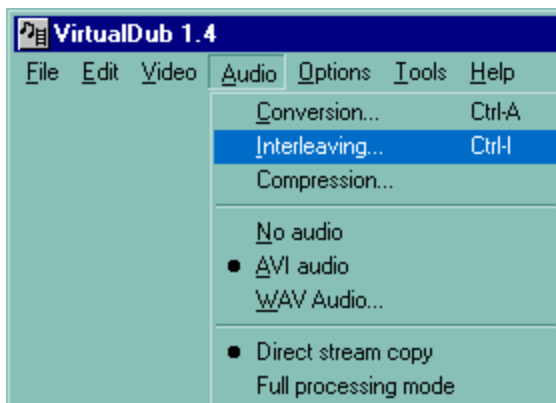 VirtualDub 1.4
File Edit Video Audio Options Tools Help
Conversion... Ctrl-A
Interleaving... Ctrl-I
Compression...
No audio
AVI audio
WAV Audio...
Direct stream copy
Full processing mode